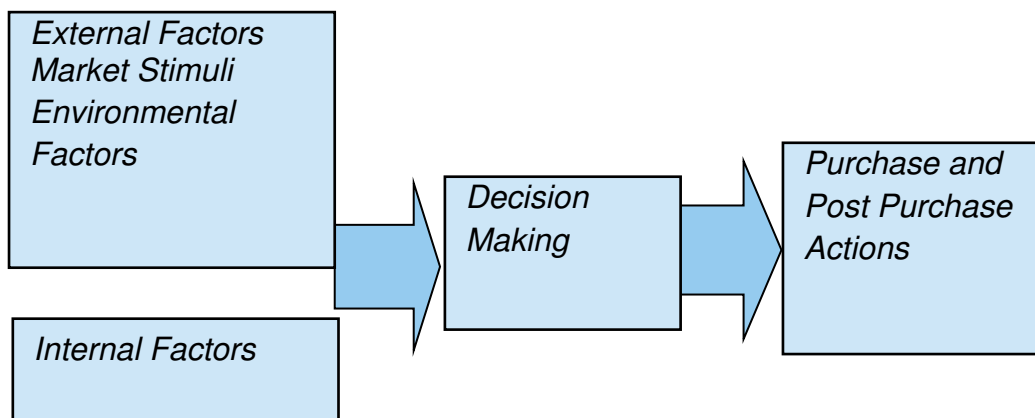 External Factors
Market Stimuli
Environmental
Factors
Internal Factors
Decision
Making
Purchase and
Post Purchase
Actions